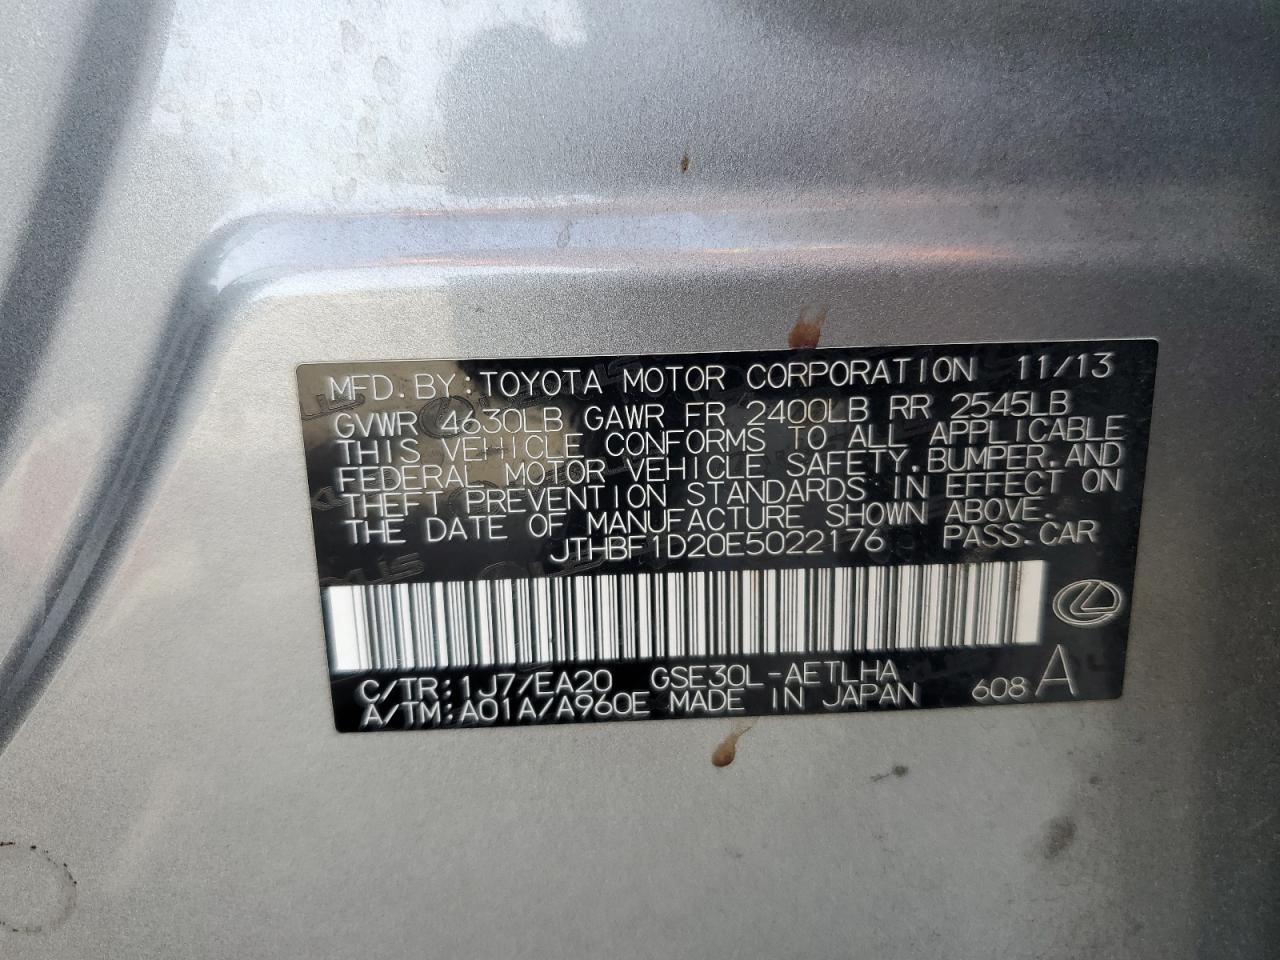 MFD. BY: TOYOTA MOTOR CORPORATION 11/13
GVWR 4630LB GAWR FR 2400LB RR 2545LB
THIS VEHICLE CONFORMS TO ALL APPLICABLE
FEDERAL MOTOR VEHICLE SAFETY, BUMPER, AND
THEFT PREVENTION STANDARDS IN EFFECT ON
THE DATE OF MANUFACTURE SHOWN ABOVE.
JTHBF1D20E5022176 PASS. CAR
C/TR: 1J7/EA20 GSE30L-AETLHA
A/TM: A01A/A960E MADE IN JAPAN 608 A